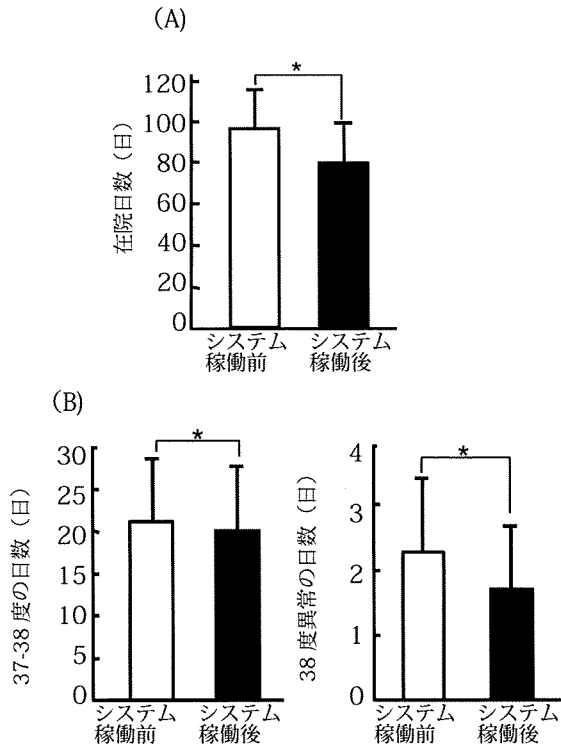 (A)
在院日数（日）
120
100
80
60
40
20
0
*
システム
稼働前
システム
稼働後
(B)
37-38 度の日数（日）
30
25
20
15
10
5
0
*
システム
稼働前
システム
稼働後
38 度異常の日数（日）
4
3
2
1
0
*
システム
稼働前
システム
稼働後